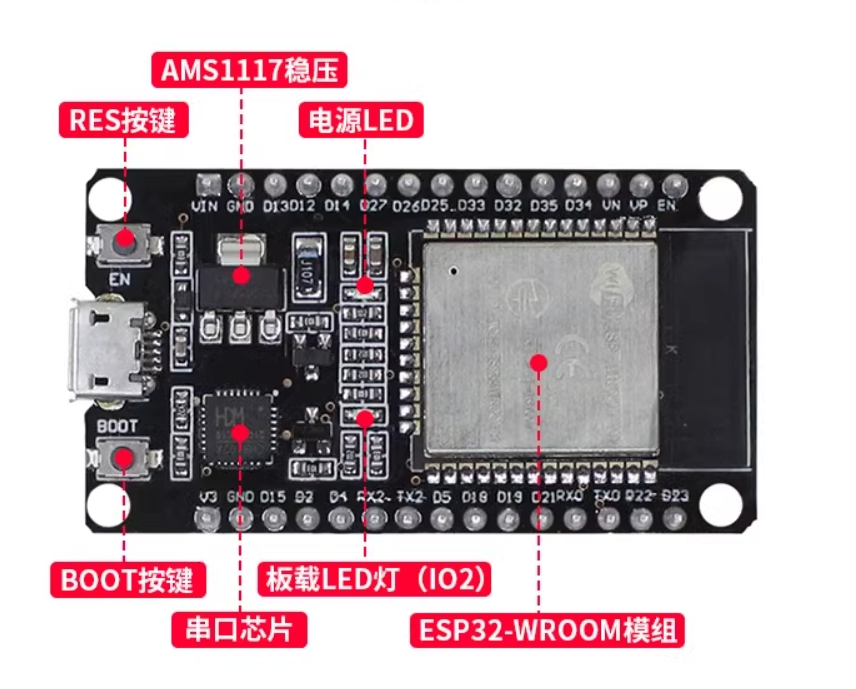 AMS1117稳压
RES按键
电源LED
VIN GND D13 D12 D14 D27 D26 D25 D33 D32 D35 D34 VN VP EN
J107
EN
BOOT
V3 GND D15 D2 D4 RX2 TX2 D5 D18 D19 D21 RX0 TX0 D22 D23
BOOT按键
板载LED灯（IO2）
串口芯片
ESP32-WROOM模组